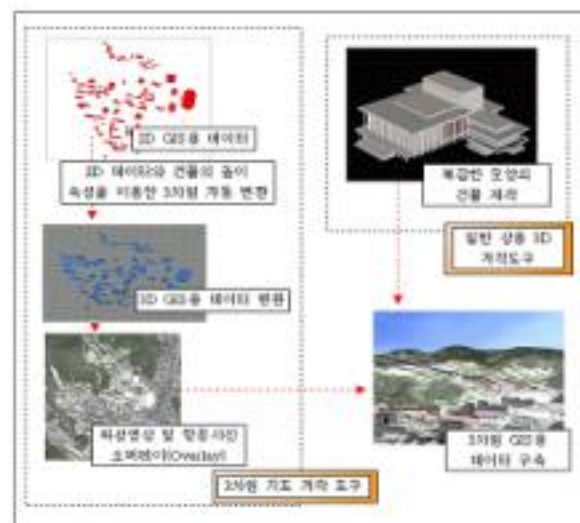 2D GIS용 데이터
2D 데이터와 건물의 높이
속성을 이용한 3차원 자동 변환
3D GIS용 데이터 변환
위성영상 및 항공사진
오버레이(Overlay)
3차원 지도 제작 도구
복잡한 모양의
건물 제작
일반 상용 3D
제작도구
3차원 GIS용
데이터 구축